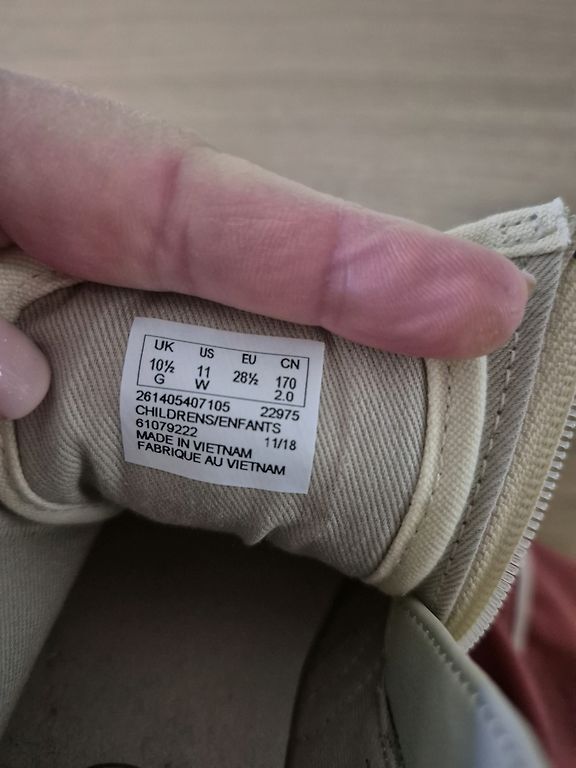 UK US EU CN
10½ 11 28½ 170
G W 2.0
261405407105 22975
CHILDRENS/ENFANTS
61079222 11/18
MADE IN VIETNAM
FABRIQUE AU VIETNAM